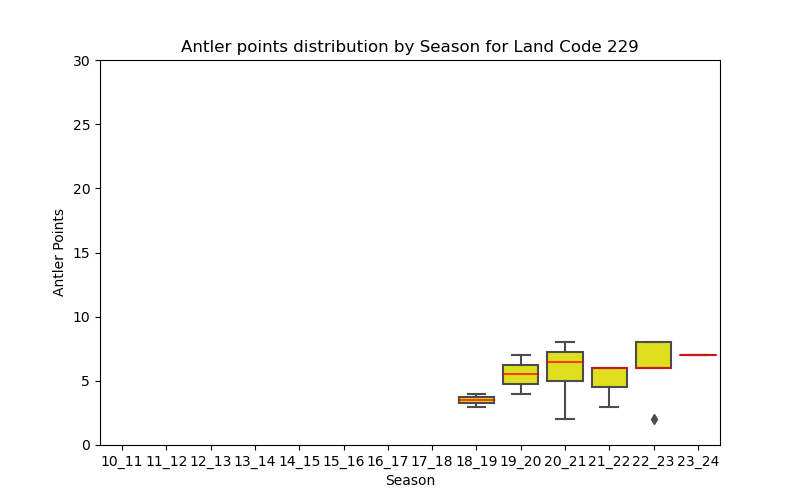 Antler points distribution by Season for Land Code 229
30
25
20
15
10
5
0
Antler Points
10_11 11_12 12_13 13_14 14_15 15_16 16_17 17_18 18_19 19_20 20_21 21_22 22_23 23_24
Season